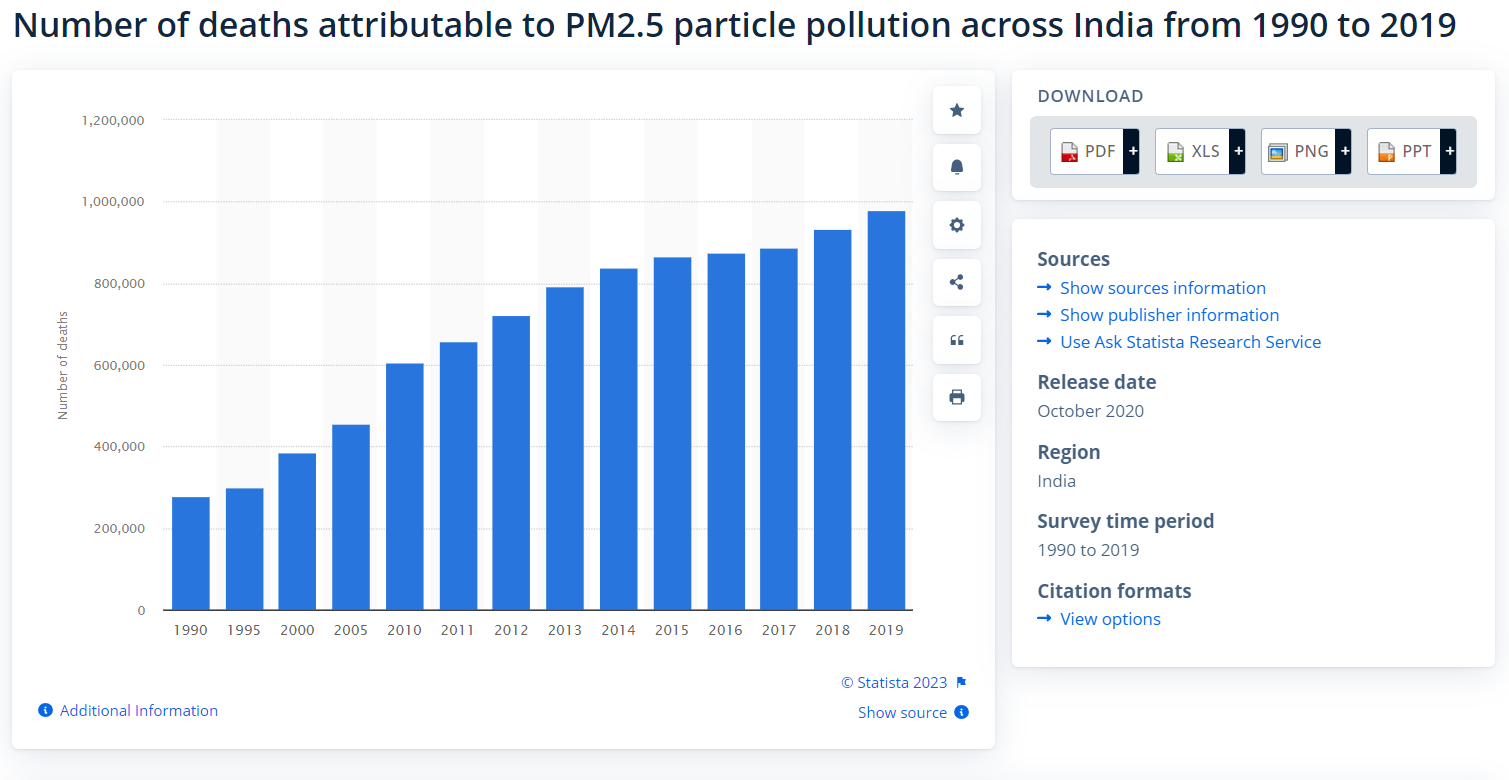 Number of deaths attributable to PM2.5 particle pollution across India from 1990 to 2019
1,200,000
1,000,000
800,000
600,000
400,000
200,000
0
Number of deaths
1990 1995 2000 2005 2010 2011 2012 2013 2014 2015 2016 2017 2018 2019
© Statista 2023
Additional Information
Show source
DOWNLOAD
PDF + XLS + PNG + PPT +
Sources
→ Show sources information
→ Show publisher information
→ Use Ask Statista Research Service
Release date
October 2020
Region
India
Survey time period
1990 to 2019
Citation formats
→ View options